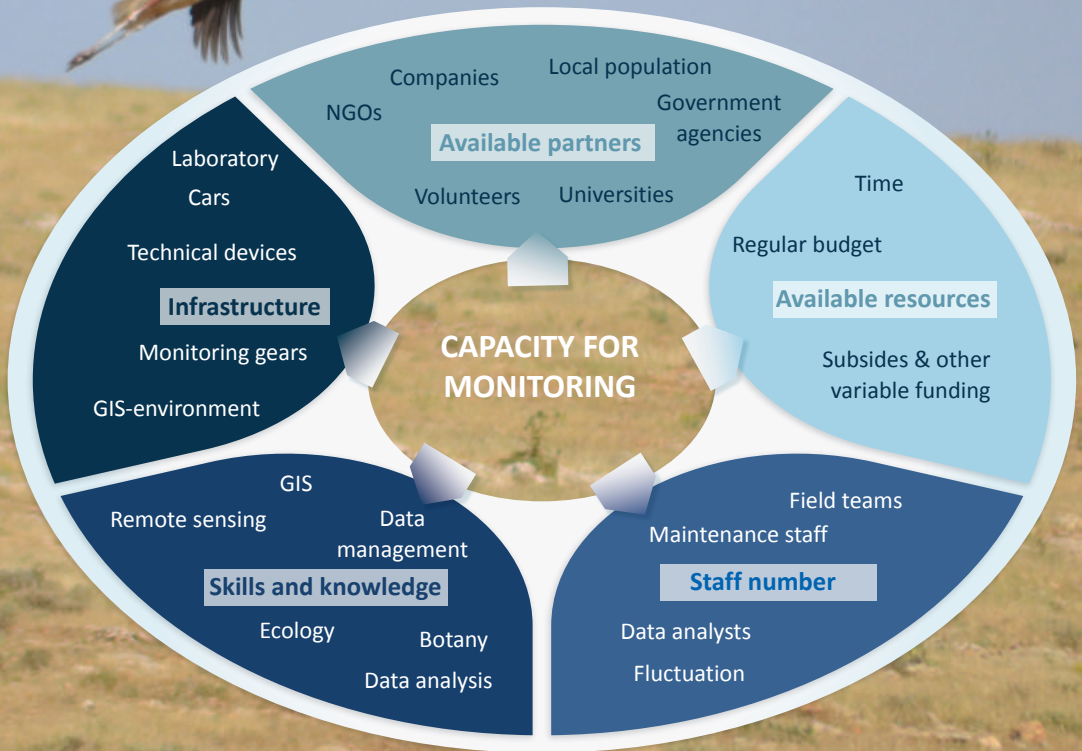 Companies
Local population
NGOs
Government
agencies
Available partners
Volunteers
Universities
Laboratory
Cars
Technical devices
Infrastructure
Monitoring gears
GIS-environment
Time
Regular budget
Available resources
Subsides & other
variable funding
CAPACITY FOR
MONITORING
GIS
Remote sensing
Data
management
Skills and knowledge
Ecology
Botany
Data analysis
Field teams
Maintenance staff
Staff number
Data analysts
Fluctuation